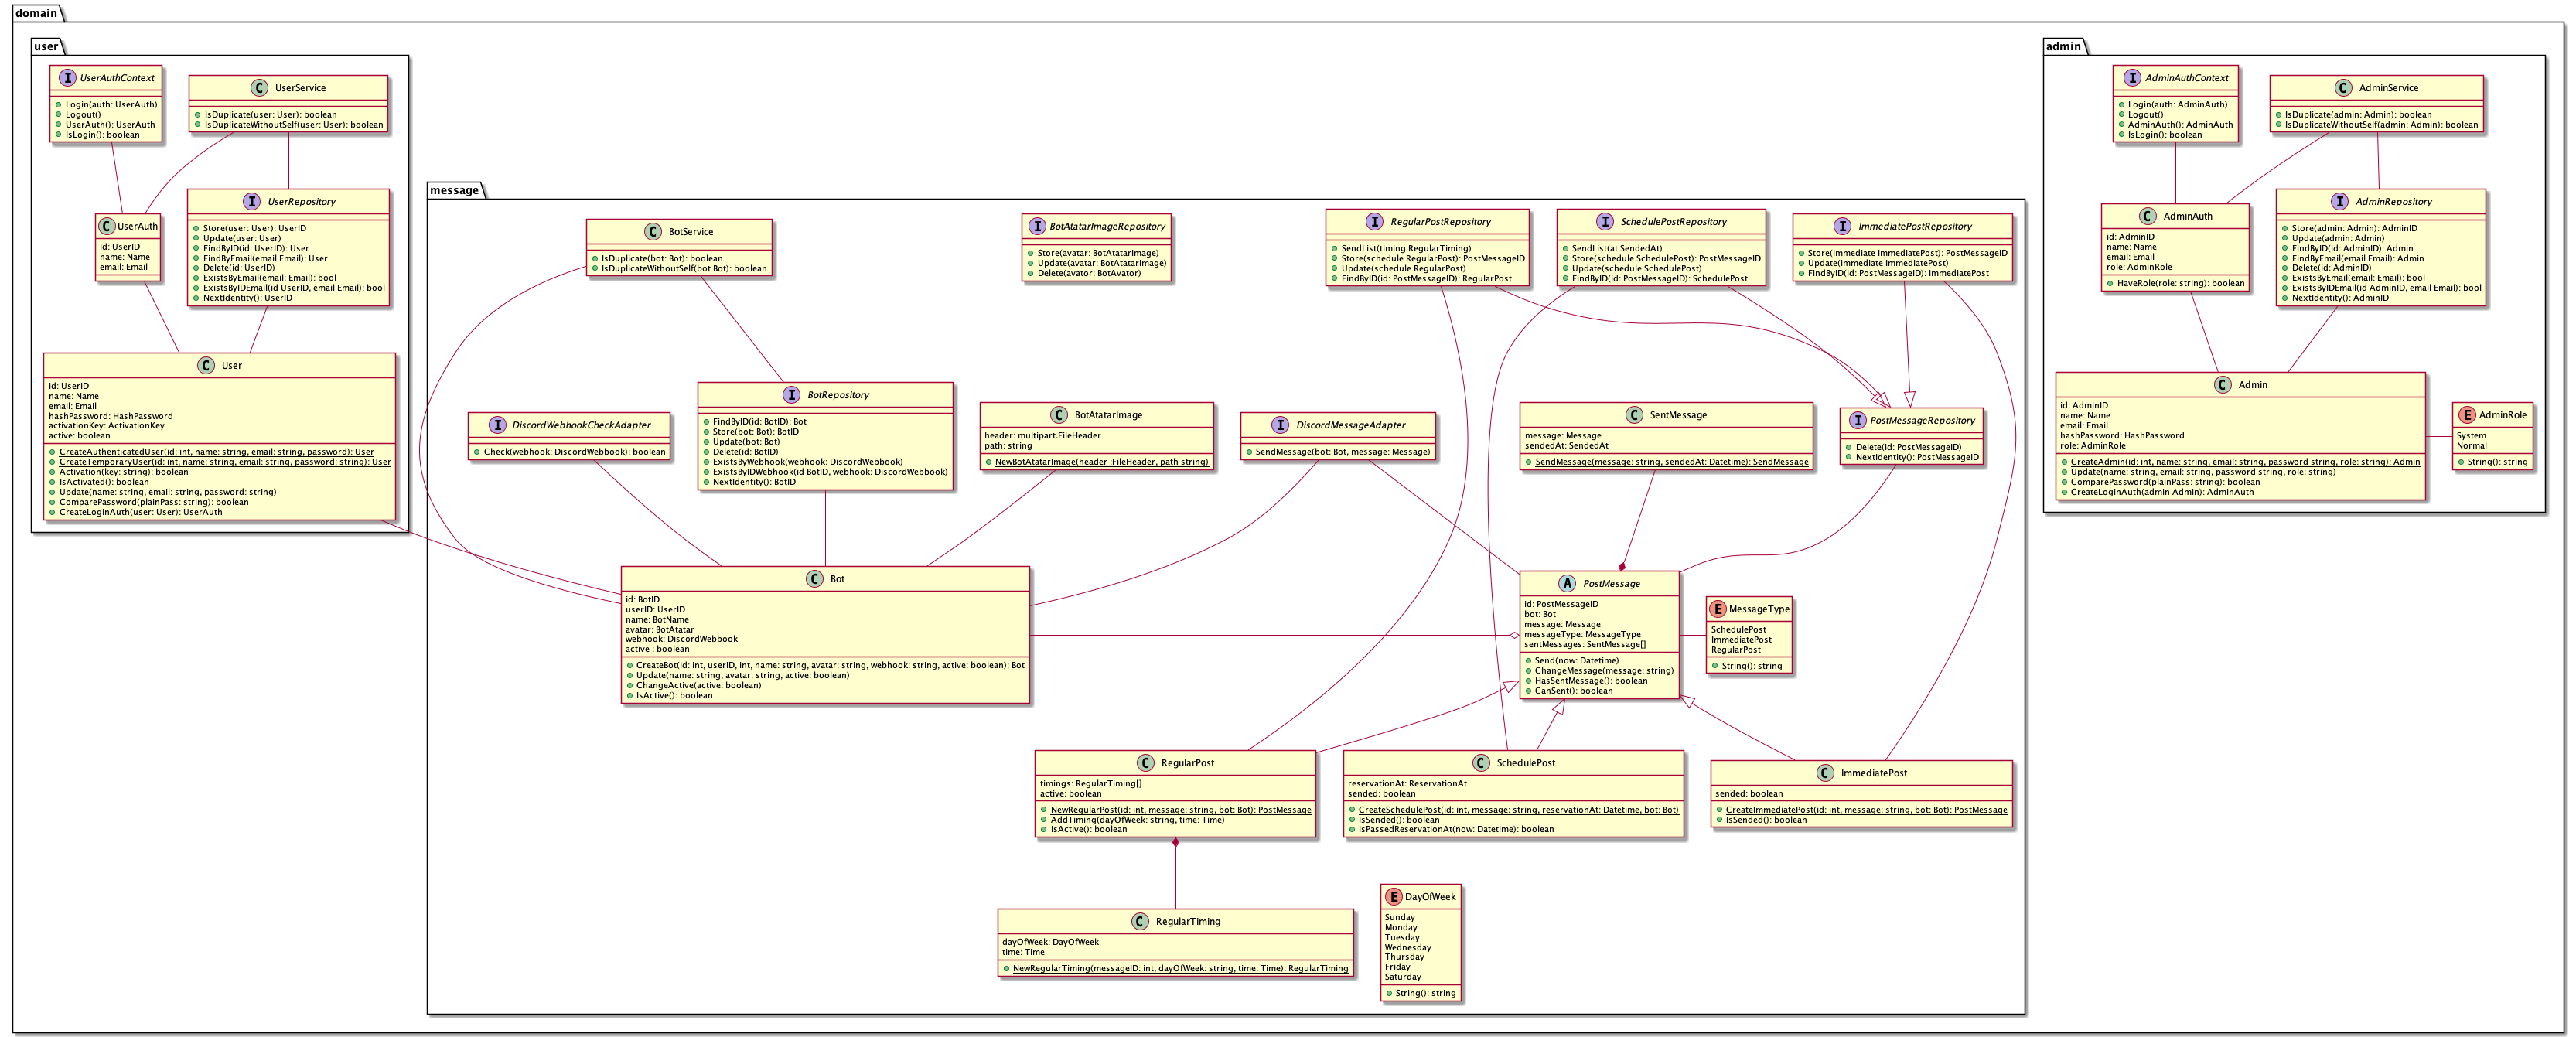 domain
user
I UserAuthContext
Login(auth: UserAuth)
Logout()
UserAuth(): UserAuth
IsLogin(): boolean
C UserService
IsDuplicate(user: User): boolean
IsDuplicateWithoutSelf(user: User): boolean
C UserAuth
id: UserID
name: Name
email: Email
I UserRepository
Store(user: User): UserID
Update(user: User)
FindByID(id: UserID): User
FindByEmail(email Email): User
Delete(id: UserID)
ExistsByEmail(email: Email): bool
ExistsByIDEmail(id UserID, email Email): bool
NextIdentity(): UserID
C User
id: UserID
name: Name
email: Email
hashPassword: HashPassword
activationKey: ActivationKey
active: boolean
CreateAuthenticatedUser(id: int, name: string, email: string, password): User
CreateTemporaryUser(id: int, name: string, email: string, password: string): User
Activation(key: string): boolean
IsActivated(): boolean
Update(name: string, email: string, password: string)
ComparePassword(plainPass: string): boolean
CreateLoginAuth(user: User): UserAuth
message
C BotService
IsDuplicate(bot: Bot): boolean
IsDuplicateWithoutSelf(bot Bot): boolean
I BotAtatarImageRepository
Store(avatar: BotAtatarImage)
Update(avatar: BotAtatarImage)
Delete(avator: BotAvator)
I RegularPostRepository
SendList(timing RegularTiming)
Store(schedule RegularPost): PostMessageID
Update(schedule RegularPost)
FindByID(id: PostMessageID): RegularPost
I SchedulePostRepository
SendList(at SendedAt)
Store(schedule SchedulePost): PostMessageID
Update(schedule SchedulePost)
FindByID(id: PostMessageID): SchedulePost
I ImmediatePostRepository
Store(immediate ImmediatePost): PostMessageID
Update(immediate ImmediatePost)
FindByID(id: PostMessageID): ImmediatePost
I DiscordWebhookCheckAdapter
Check(webhook: DiscordWebbook): boolean
I BotRepository
FindByID(id: BotID): Bot
Store(bot: Bot): BotID
Update(bot: Bot)
Delete(id: BotID)
ExistsByWebhook(webhook: DiscordWebbook)
ExistsByIDWebhook(id BotID, webhook: DiscordWebbook)
NextIdentity(): BotID
C BotAtatarImage
header: multipart.FileHeader
path: string
NewBotAtatarImage(header :FileHeader, path string)
I DiscordMessageAdapter
SendMessage(bot: Bot, message: Message)
C SentMessage
message: Message
sendedAt: SendedAt
SendMessage(message: string, sendedAt: Datetime): SendMessage
I PostMessageRepository
Delete(id: PostMessageID)
NextIdentity(): PostMessageID
C Bot
id: BotID
userID: UserID
name: BotName
avatar: BotAtatar
webhook: DiscordWebbook
active : boolean
CreateBot(id: int, userID, int, name: string, avatar: string, webhook: string, active: boolean): Bot
Update(name: string, avatar: string, active: boolean)
ChangeActive(active: boolean)
IsActive(): boolean
A PostMessage
id: PostMessageID
bot: Bot
message: Message
messageType: MessageType
sentMessages: SentMessage[]
Send(now: Datetime)
ChangeMessage(message: string)
HasSentMessage(): boolean
CanSent(): boolean
E MessageType
SchedulePost
ImmediatePost
RegularPost
String(): string
C RegularPost
timings: RegularTiming[]
active: boolean
NewRegularPost(id: int, message: string, bot: Bot): PostMessage
AddTiming(dayOfWeek: string, time: Time)
IsActive(): boolean
C SchedulePost
reservationAt: ReservationAt
sended: boolean
CreateSchedulePost(id: int, message: string, reservationAt: Datetime, bot: Bot)
IsSended(): boolean
IsPassedReservationAt(now: Datetime): boolean
C ImmediatePost
sended: boolean
CreateImmediatePost(id: int, message: string, bot: Bot): PostMessage
IsSended(): boolean
C RegularTiming
dayOfWeek: DayOfWeek
time: Time
NewRegularTiming(messageID: int, dayOfWeek: string, time: Time): RegularTiming
E DayOfWeek
Sunday
Monday
Tuesday
Wednesday
Thursday
Friday
Saturday
String(): string
admin
I AdminAuthContext
Login(auth: AdminAuth)
Logout()
AdminAuth(): AdminAuth
IsLogin(): boolean
C AdminService
IsDuplicate(admin: Admin): boolean
IsDuplicateWithoutSelf(admin: Admin): boolean
C AdminAuth
id: AdminID
name: Name
email: Email
role: AdminRole
HaveRole(role: string): boolean
I AdminRepository
Store(admin: Admin): AdminID
Update(admin: Admin)
FindByID(id: AdminID): Admin
FindByEmail(email Email): Admin
Delete(id: AdminID)
ExistsByEmail(email: Email): bool
ExistsByIDEmail(id AdminID, email Email): bool
NextIdentity(): AdminID
C Admin
id: AdminID
name: Name
email: Email
hashPassword: HashPassword
role: AdminRole
CreateAdmin(id: int, name: string, email: string, password string, role: string): Admin
Update(name: string, email: string, password string, role: string)
ComparePassword(plainPass: string): boolean
CreateLoginAuth(admin Admin): AdminAuth
E AdminRole
System
Normal
String(): string